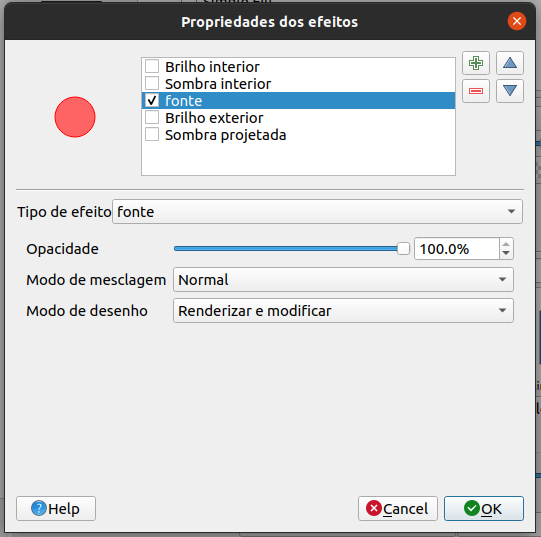 Propriedades dos efeitos
Brilho interior
Sombra interior
fonte
Brilho exterior
Sombra projetada
Tipo de efeito fonte
Opacidade 100.0%
Modo de mesclagem Normal
Modo de desenho Renderizar e modificar
Help Cancel OK